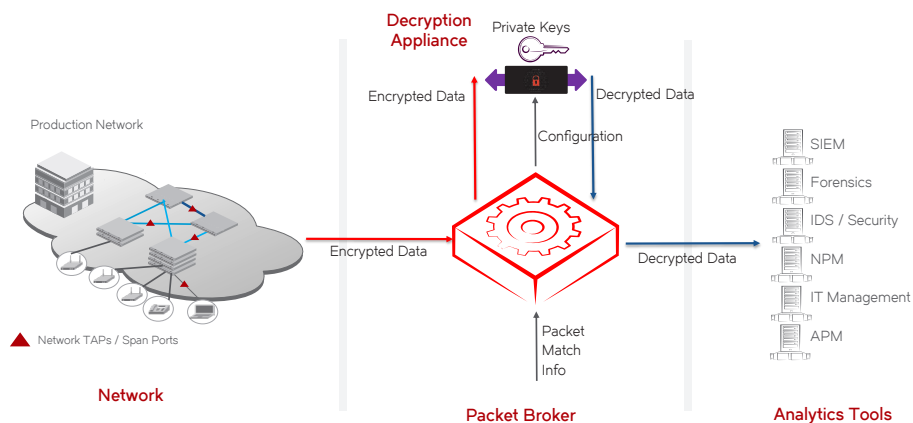 Decryption
Appliance
Private Keys
Encrypted Data
Decrypted Data
Configuration
Production Network
Encrypted Data
Decrypted Data
SIEM
Forensics
IDS / Security
NPM
IT Management
APM
Packet
Match
Info
Network TAPs / Span Ports
Network
Packet Broker
Analytics Tools